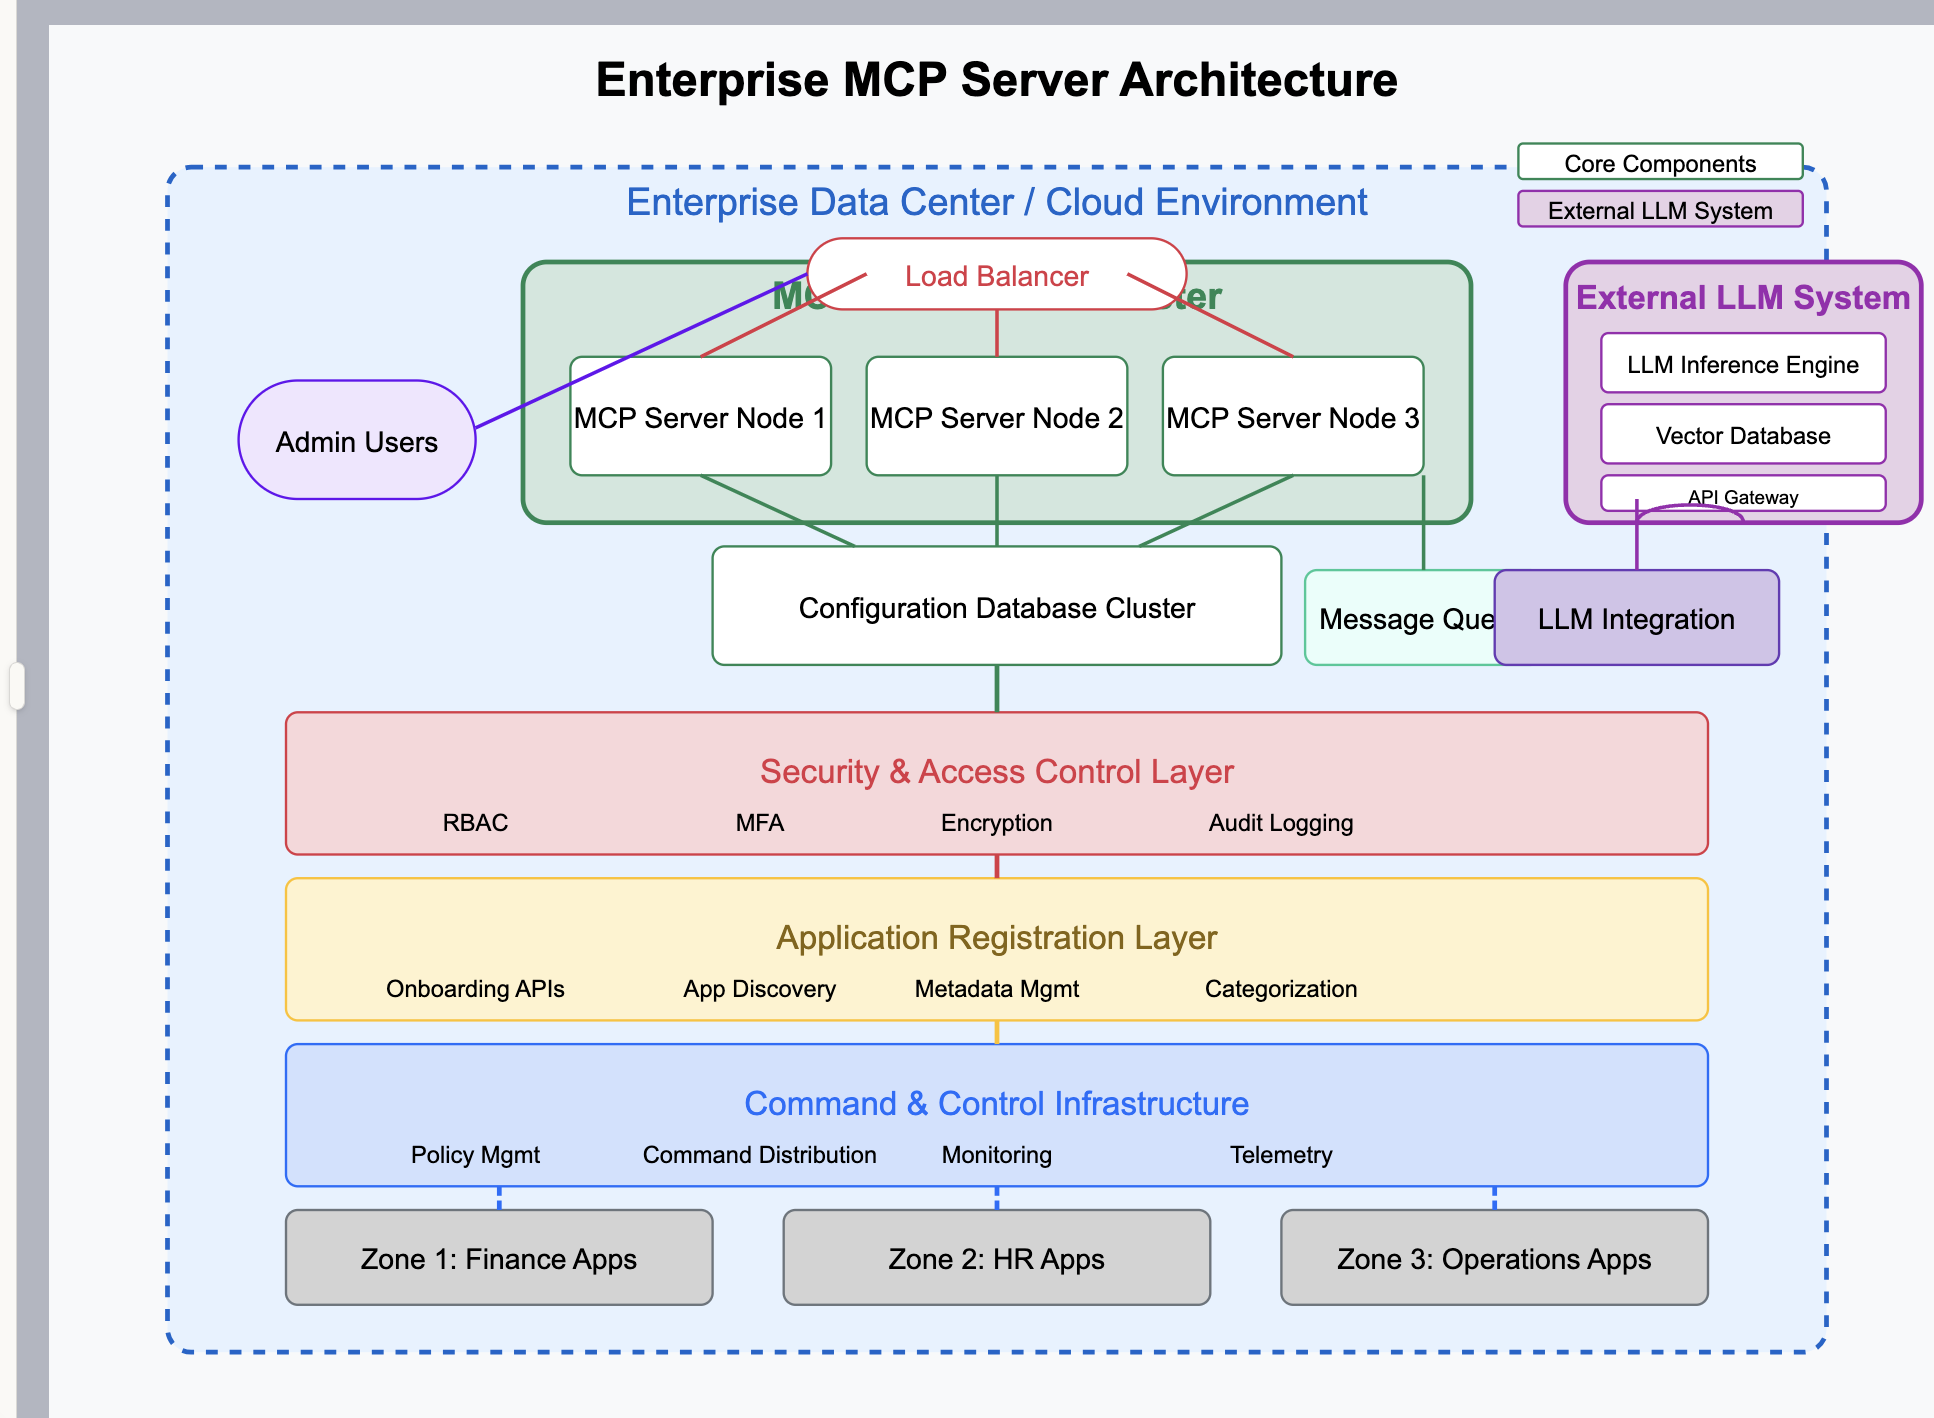 Enterprise MCP Server Architecture
Core Components
External LLM System
Enterprise Data Center / Cloud Environment
Load Balancer
External LLM System
LLM Inference Engine
Vector Database
API Gateway
MCP Server Node 1
MCP Server Node 2
MCP Server Node 3
Admin Users
Configuration Database Cluster
Message Que
LLM Integration
Security & Access Control Layer
RBAC
MFA
Encryption
Audit Logging
Application Registration Layer
Onboarding APIs
App Discovery
Metadata Mgmt
Categorization
Command & Control Infrastructure
Policy Mgmt
Command Distribution
Monitoring
Telemetry
Zone 1: Finance Apps
Zone 2: HR Apps
Zone 3: Operations Apps